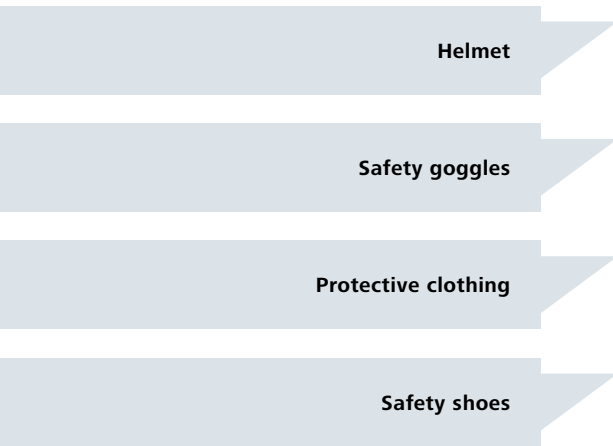 Helmet
Safety goggles
Protective clothing
Safety shoes